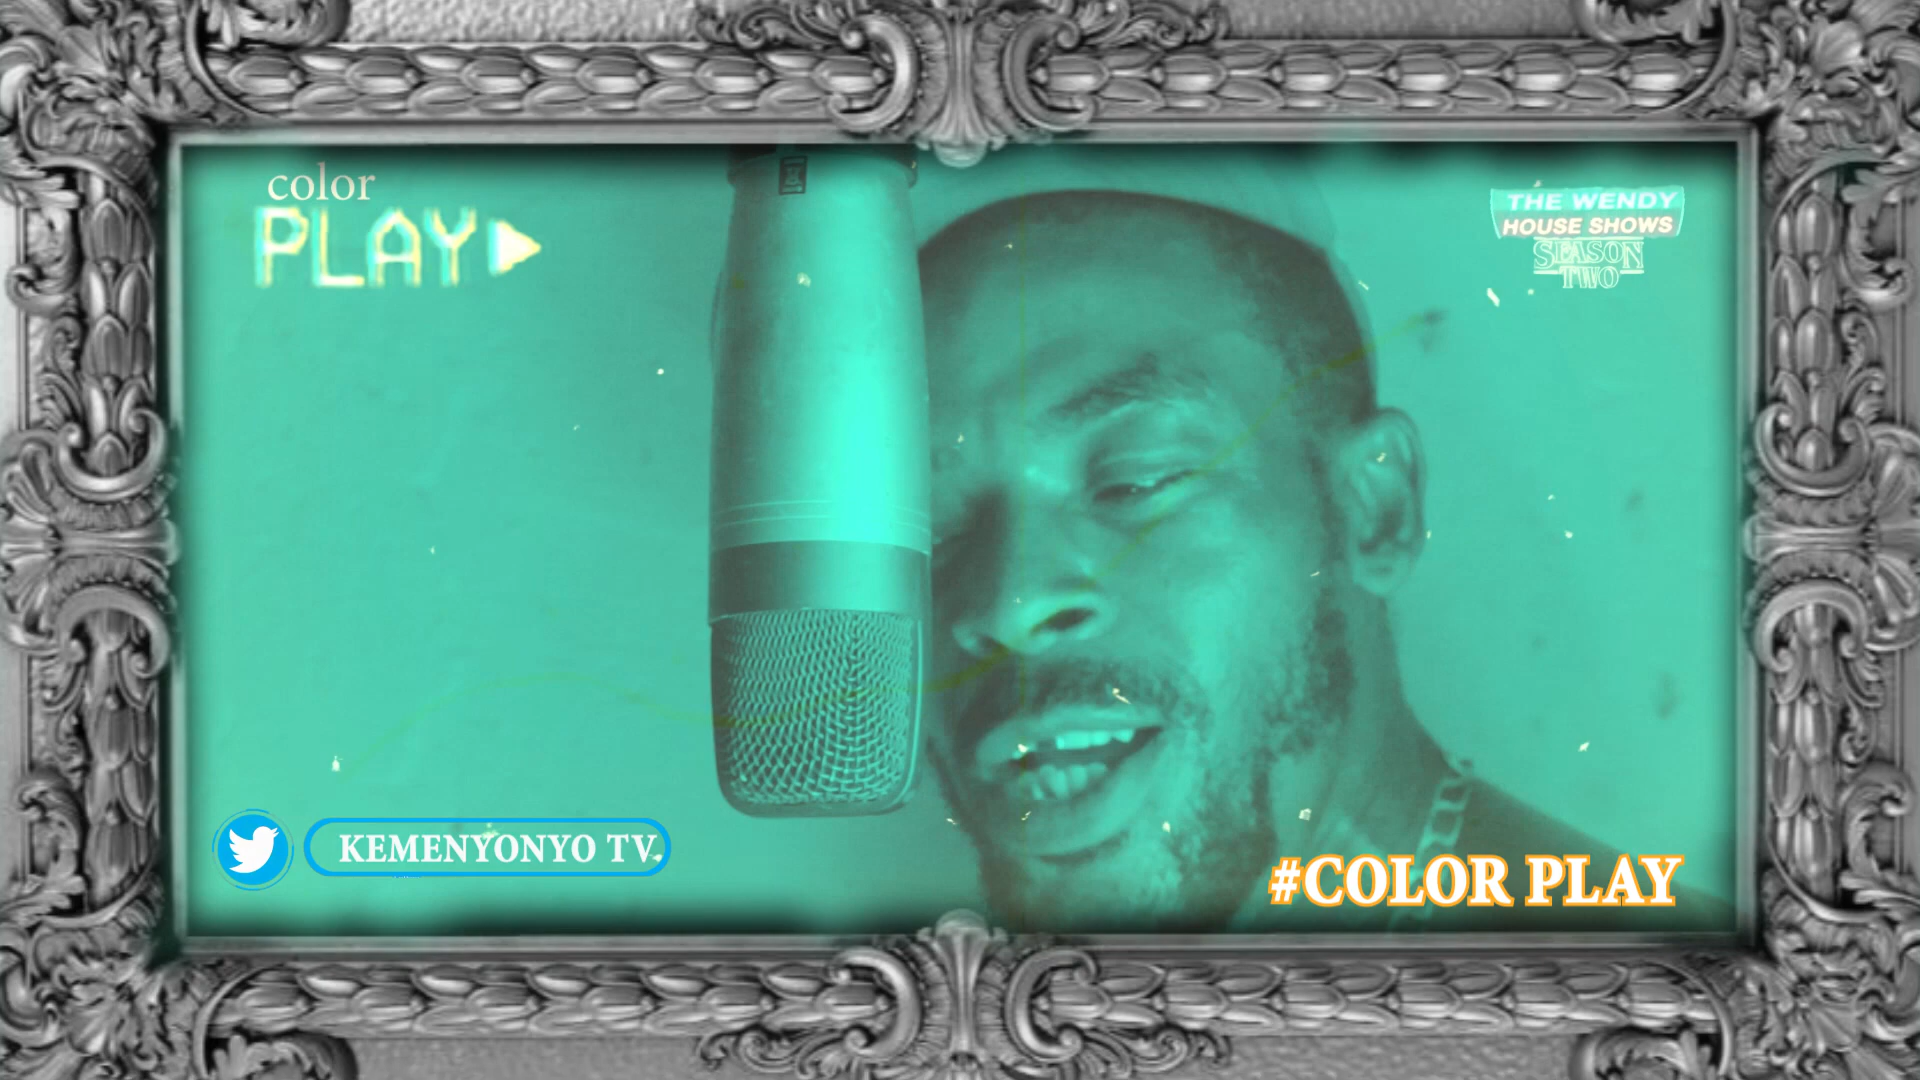 color
PLAY
THE WENDY
HOUSE SHOWS
SEASON
TWO
KEMENYONYO TV
#COLOR PLAY